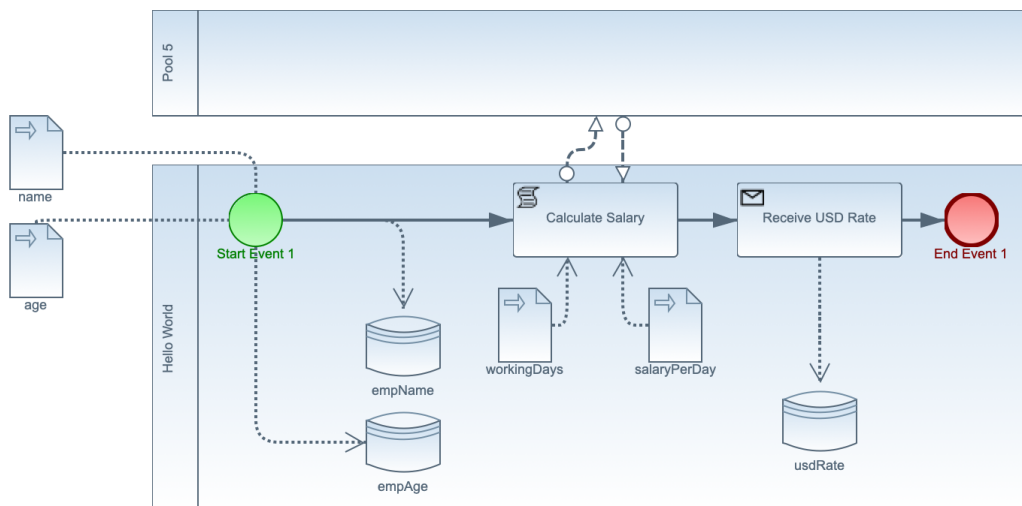 Pool 5
name
age
Hello World
Start Event 1
Calculate Salary
Receive USD Rate
End Event 1
workingDays
salaryPerDay
empName
empAge
usdRate